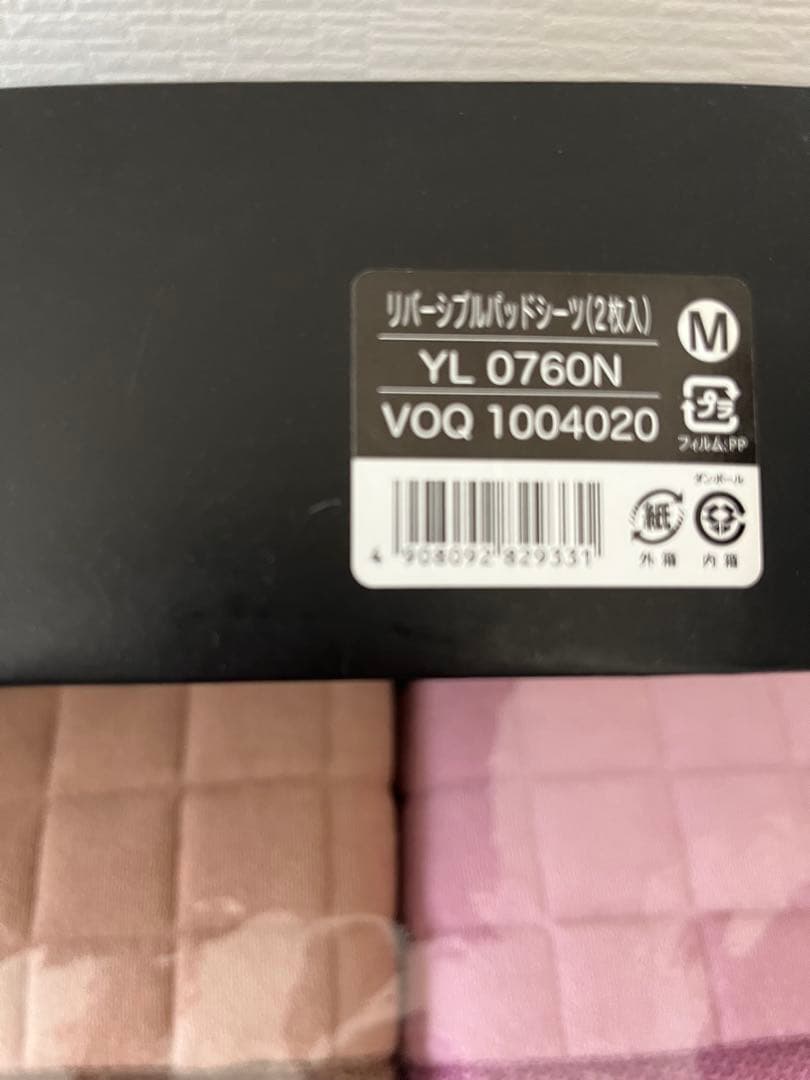 リバーシブルパッドシーツ(2枚入)
M
YL 0760N
VOQ 1004020
プラ
フィルム:PP
ダンボール
紙
外箱
内箱
4 908092 829331